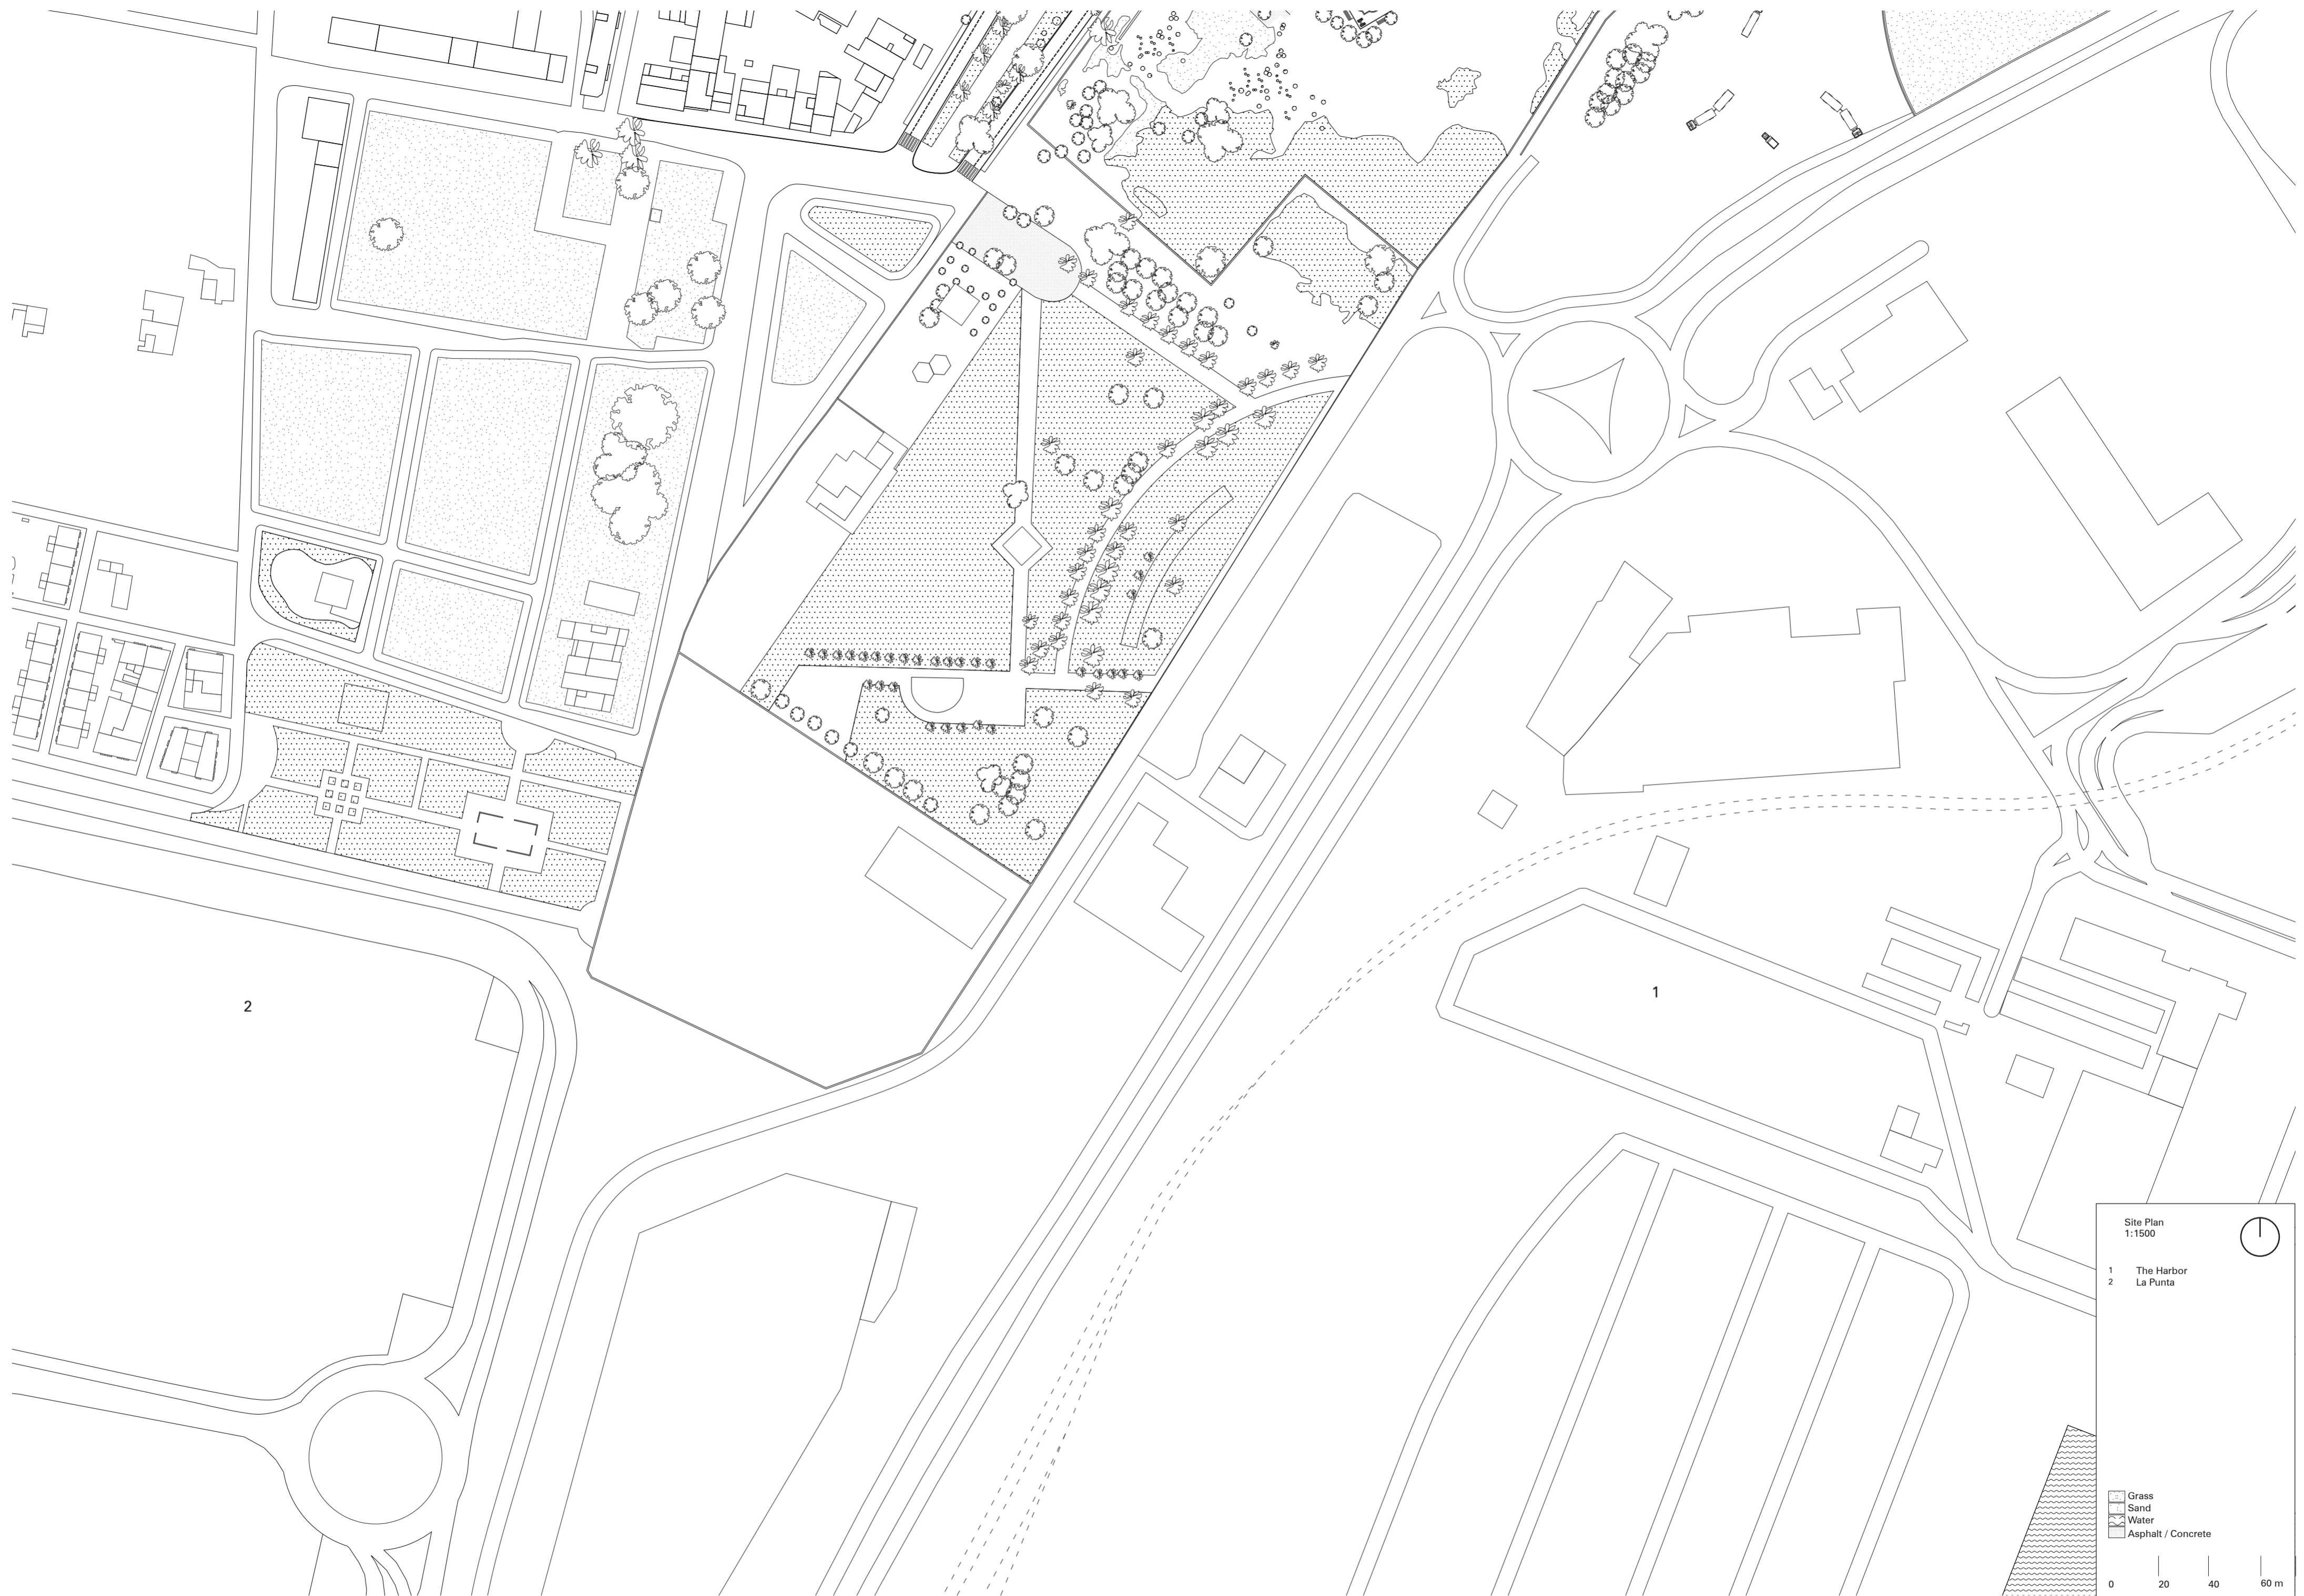 2
1
Site Plan
1:1500
1 The Harbor
2 La Punta
Grass
Sand
Water
Asphalt / Concrete
0 20 40 60 m